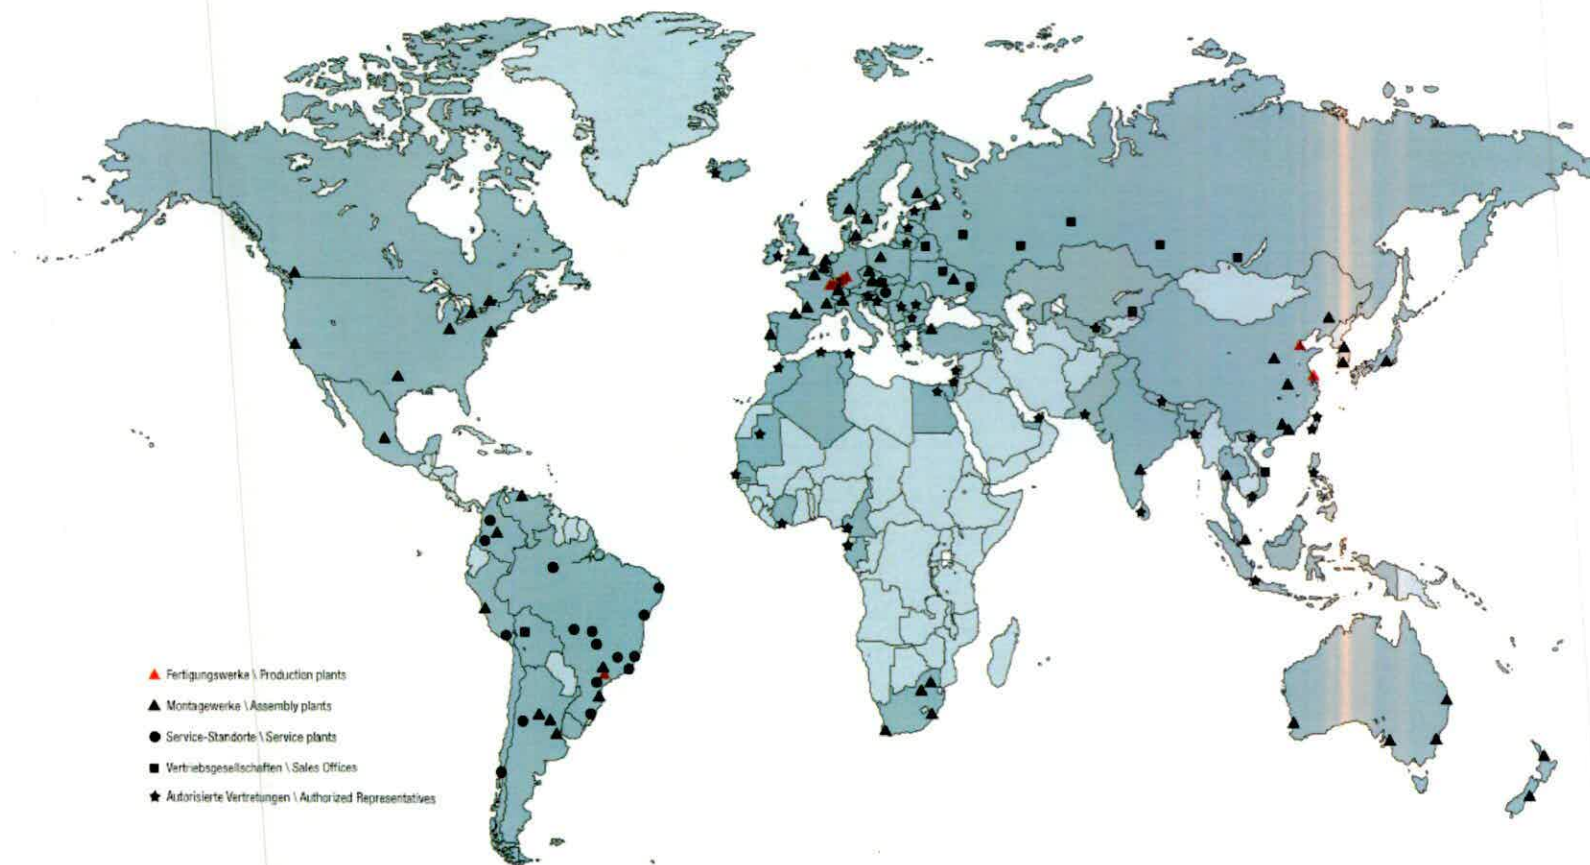 Fertigungswerke \ Production plants
Montagewerke \ Assembly plants
Service-Standorte \ Service plants
Vertriebsgesellschaften \ Sales Offices
Autorisierte Vertretungen \ Authorized Representatives